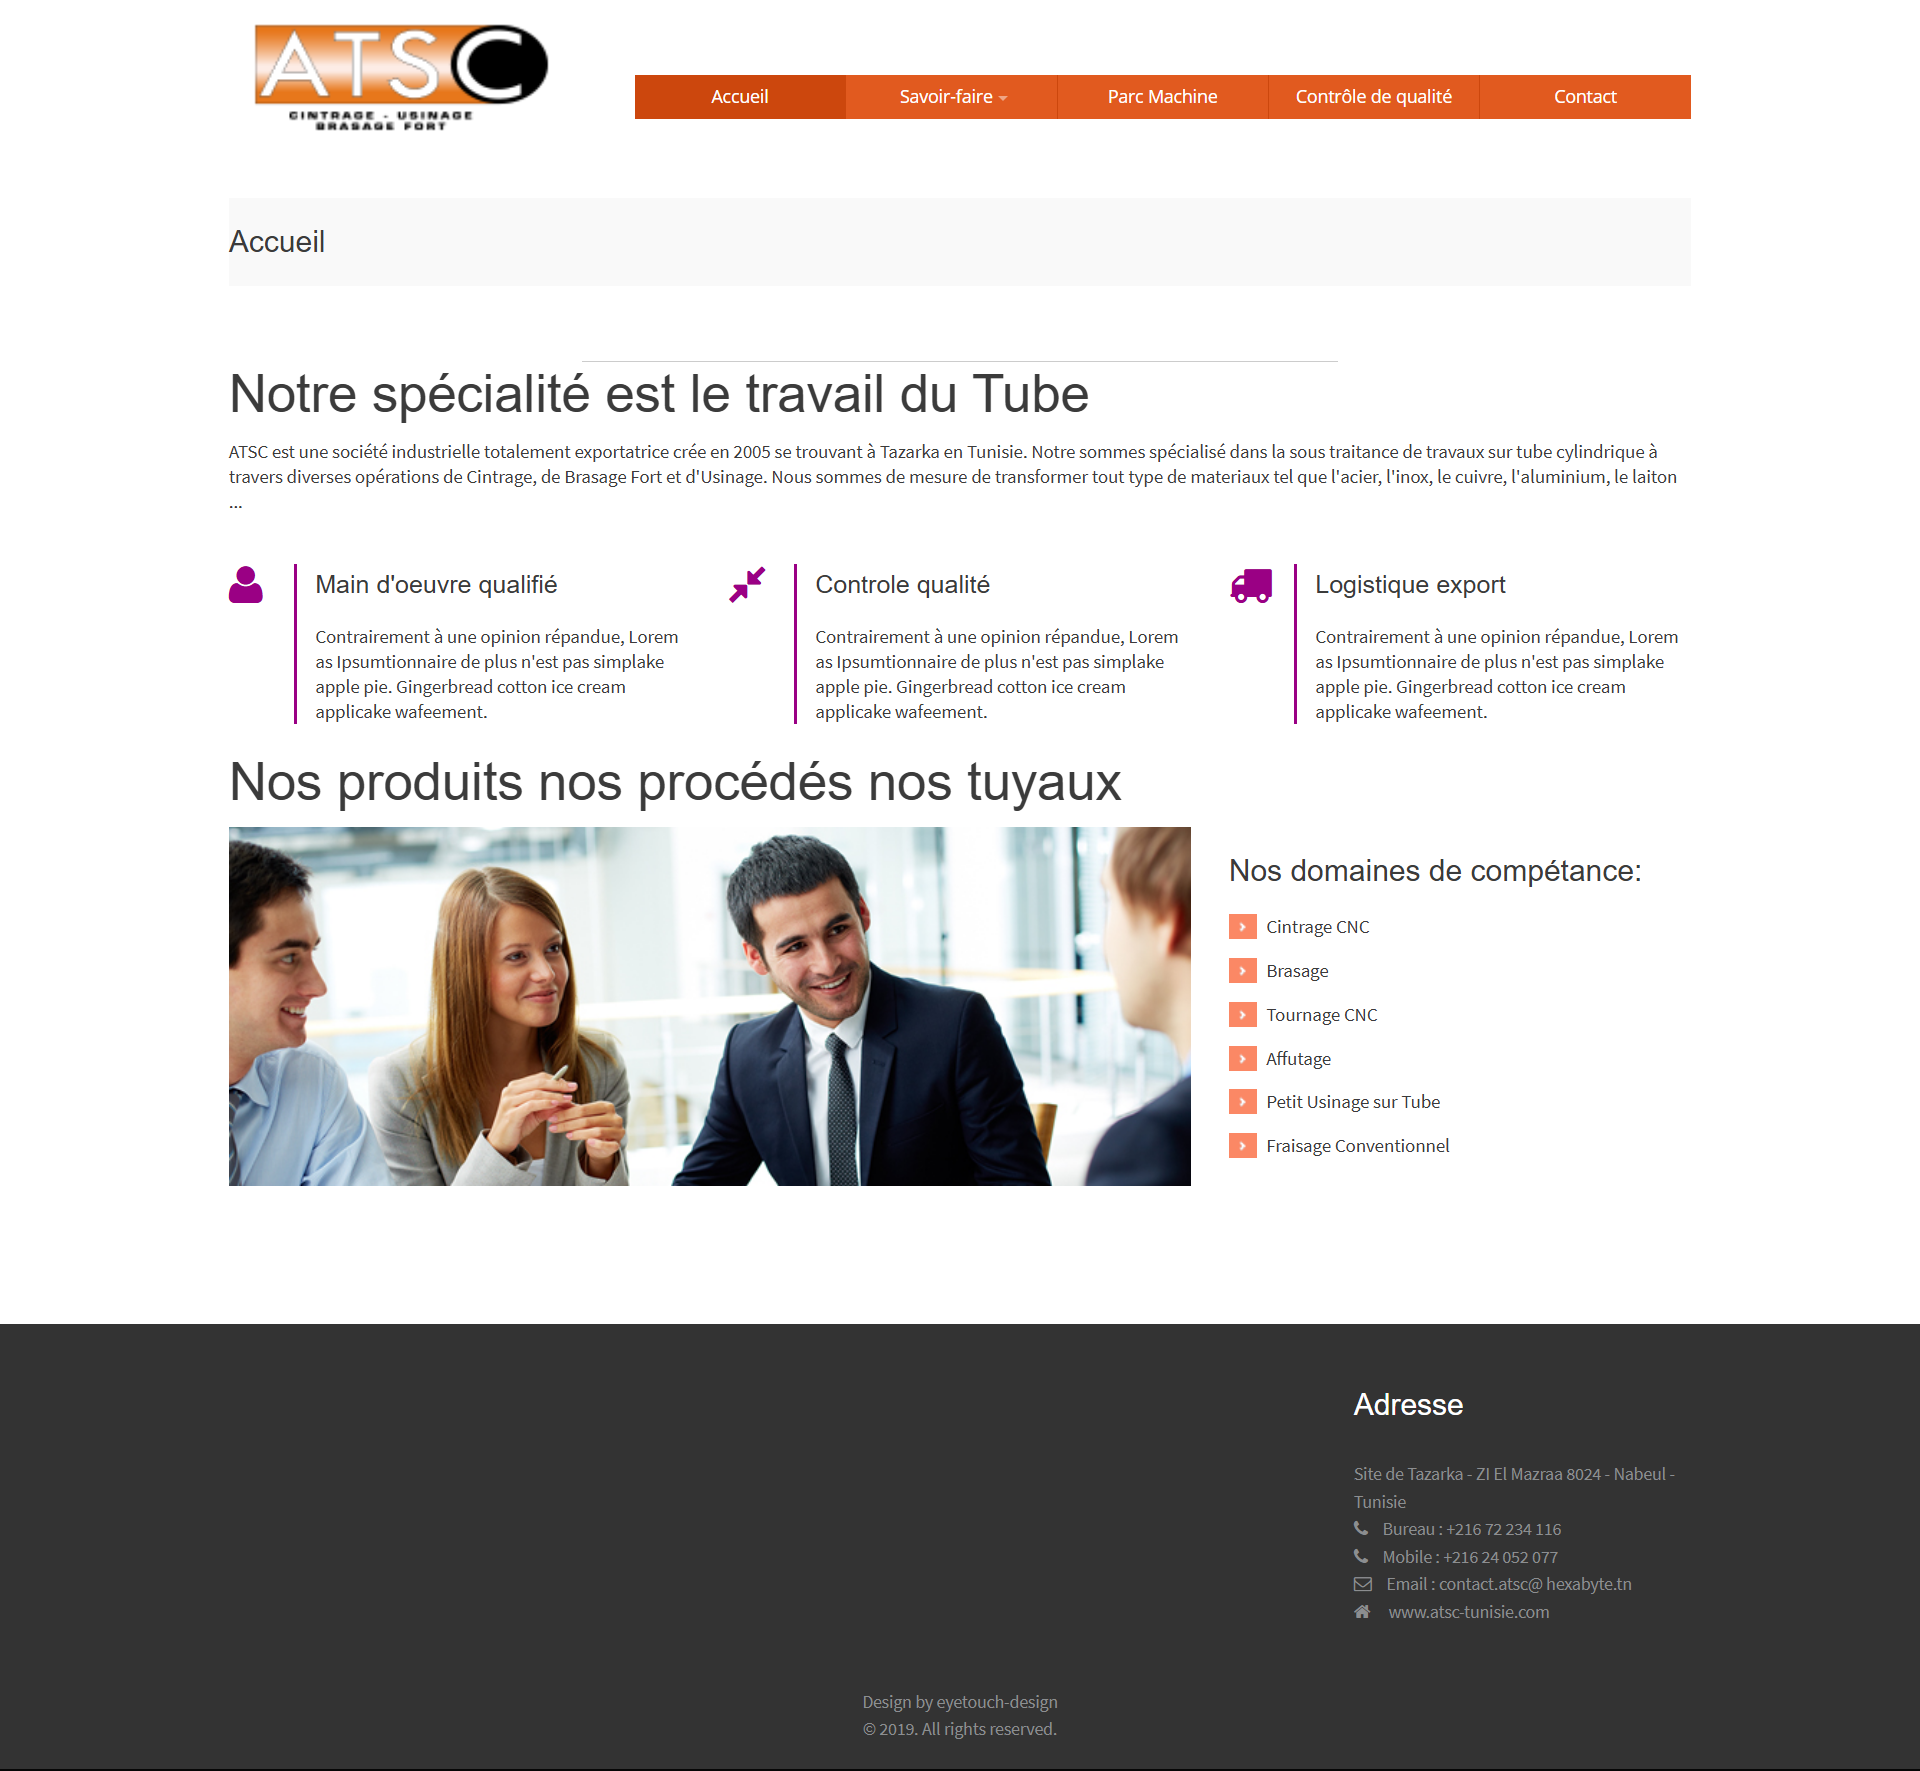 ATSC
CINTRAGE - USINAGE
BRASAGE FORT
Accueil
Savoir-faire
Parc Machine
Contrôle de qualité
Contact
Accueil
Notre spécialité est le travail du Tube
ATSC est une société industrielle totalement exportatrice crée en 2005 se trouvant à Tazarka en Tunisie. Notre sommes spécialisé dans la sous traitance de travaux sur tube cylindrique à
travers diverses opérations de Cintrage, de Brasage Fort et d'Usinage. Nous sommes de mesure de transformer tout type de materiaux tel que l'acier, l'inox, le cuivre, l'aluminium, le laiton
...
Main d'oeuvre qualifié
Contrairement à une opinion répandue, Lorem
as Ipsumtionnaire de plus n'est pas simplake
apple pie. Gingerbread cotton ice cream
applicake wafeement.
Controle qualité
Contrairement à une opinion répandue, Lorem
as Ipsumtionnaire de plus n'est pas simplake
apple pie. Gingerbread cotton ice cream
applicake wafeement.
Logistique export
Contrairement à une opinion répandue, Lorem
as Ipsumtionnaire de plus n'est pas simplake
apple pie. Gingerbread cotton ice cream
applicake wafeement.
Nos produits nos procédés nos tuyaux
Nos domaines de compétance:
Cintrage CNC
Brasage
Tournage CNC
Affutage
Petit Usinage sur Tube
Fraisage Conventionnel
Adresse
Site de Tazarka - ZI El Mazraa 8024 - Nabeul -
Tunisie
Bureau : +216 72 234 116
Mobile : +216 24 052 077
Email : contact.atsc@ hexabyte.tn
www.atsc-tunisie.com
Design by eyetouch-design
© 2019. All rights reserved.